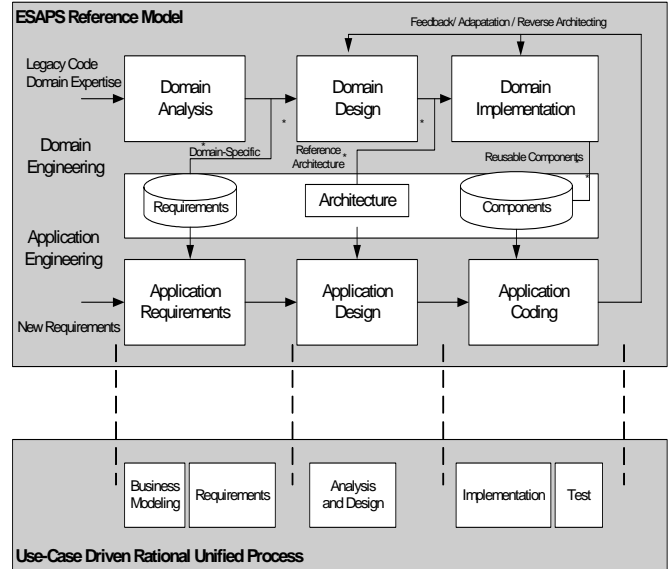 ESAPS Reference Model
Feedback/ Adapatation / Reverse Architecting
Legacy Code
Domain Expertise
Domain
Analysis
Domain
Design
Domain
Implementation
*
*
*
Domain-Specific
Reference
Architecture
*
Reusable Components
*
Domain
Engineering
Requirements
Architecture
Components
Application
Engineering
Application
Requirements
Application
Design
Application
Coding
New Requirements
Business
Modeling
Requirements
Analysis
and Design
Implementation
Test
Use-Case Driven Rational Unified Process